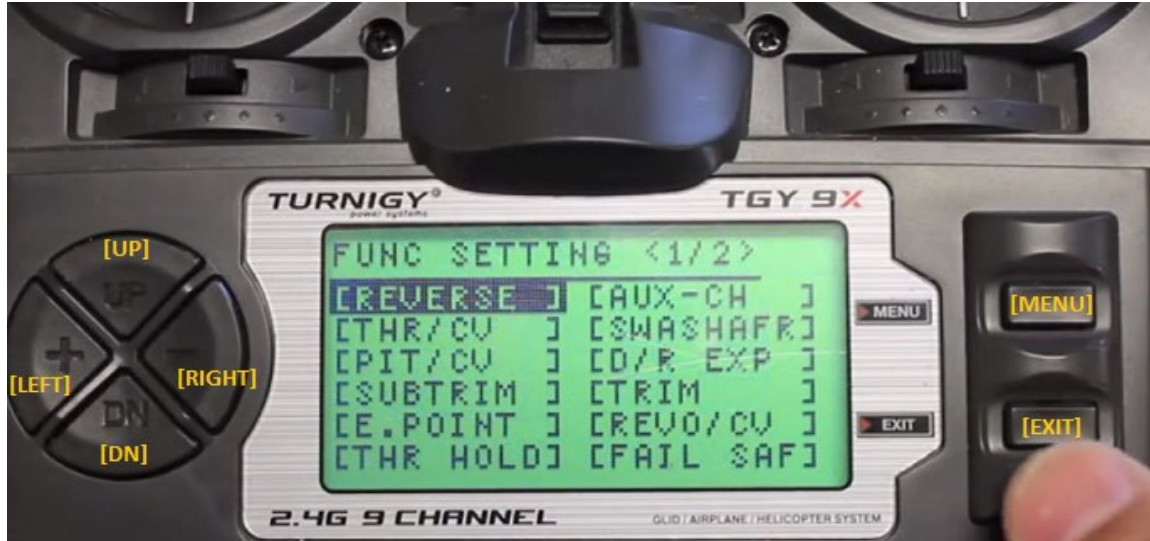 TURNIGY®
power systems
TGY 9X
FUNC SETTING <1/2>
[REVERSE ] [AUX-CH ]
[THR/CV ] [SWASHAFR]
[PIT/CV ] [D/R EXP ]
[SUBTRIM ] [TRIM ]
[E.POINT ] [REVO/CV ]
[THR HOLD] [FAIL SAF]
MENU
EXIT
[UP]
UP
+
-
[LEFT]
[RIGHT]
DN
[DN]
[MENU]
[EXIT]
2.4G 9 CHANNEL
GLID / AIRPLANE / HELICOPTER SYSTEM